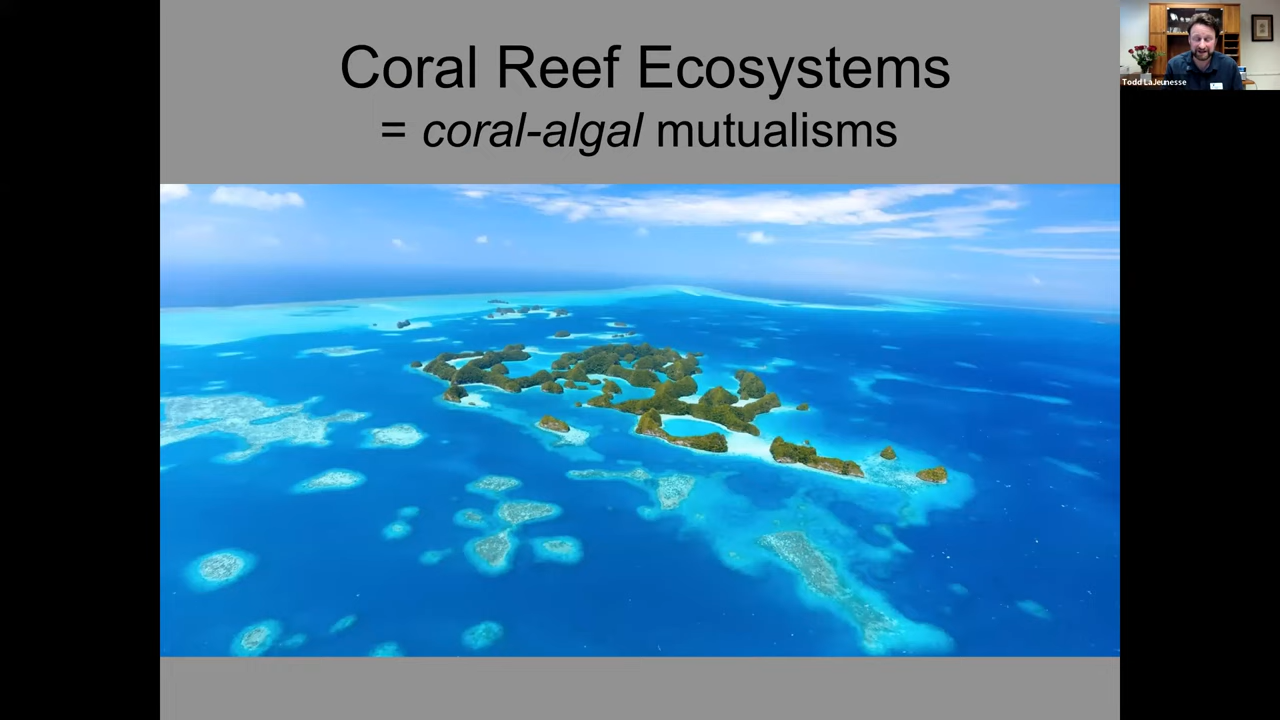 Coral Reef Ecosystems
= coral-algal mutualisms
Todd LaJeunesse